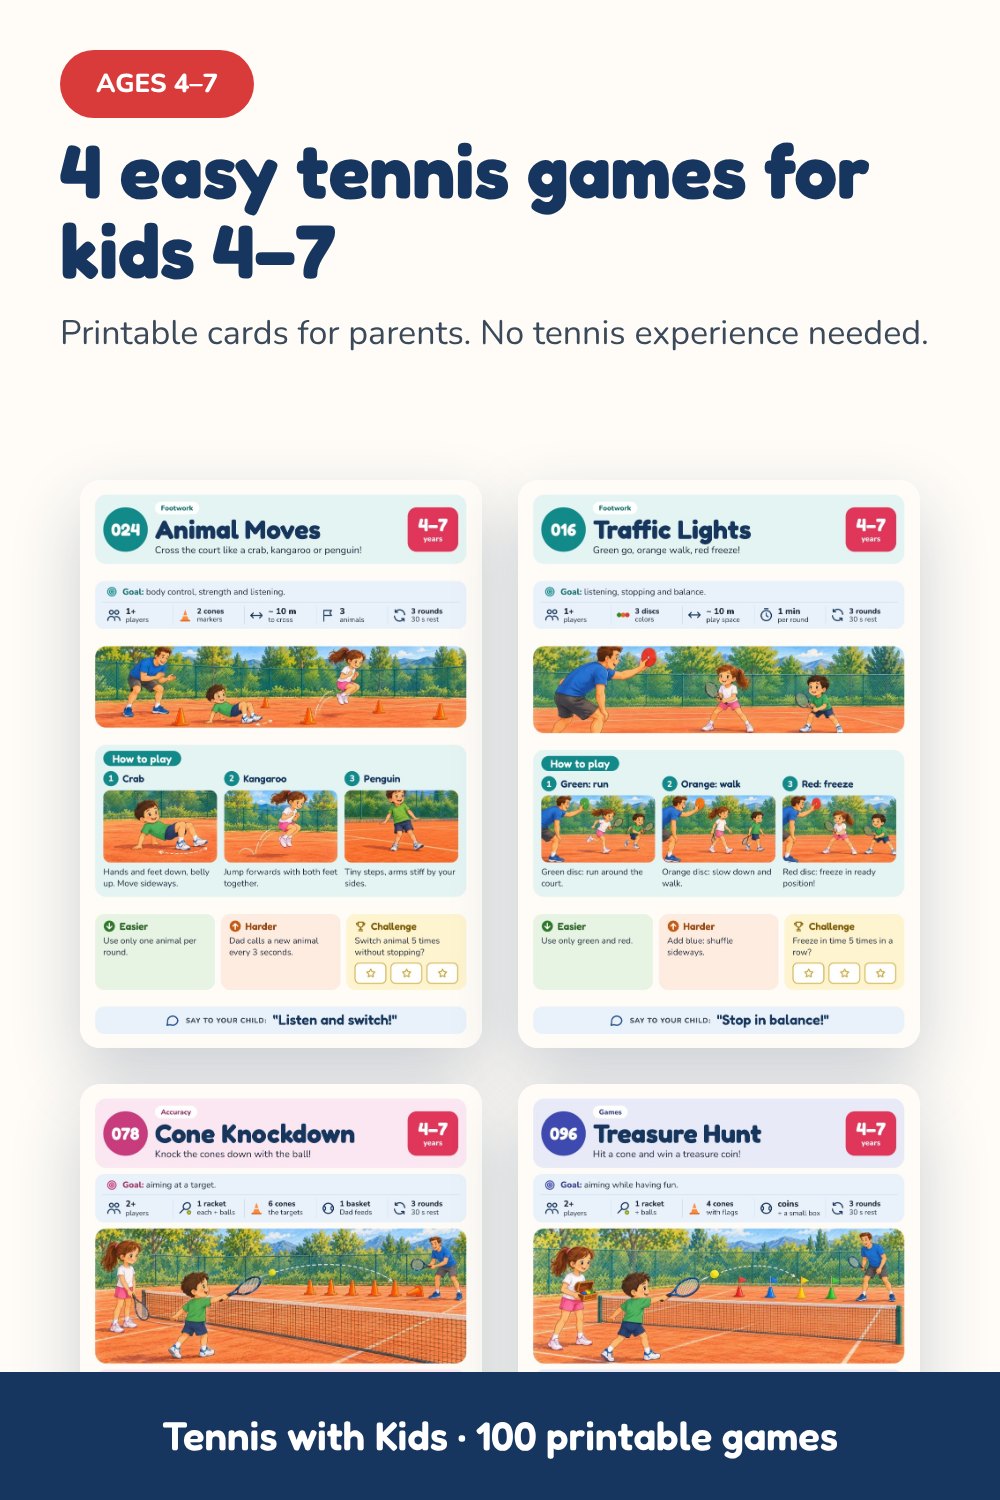 AGES 4–7
4 easy tennis games for
kids 4–7
Printable cards for parents. No tennis experience needed.
024
Footwork
Animal Moves
Cross the court like a crab, kangaroo or penguin!
4–7
years
Goal: body control, strength and listening.
1+
players
2 cones
markers
~ 10 m
to cross
3
animals
3 rounds
30 s rest
How to play
1 Crab
Hands and feet down, belly
up. Move sideways.
2 Kangaroo
Jump forwards with both feet
together.
3 Penguin
Tiny steps, arms stiff by your
sides.
Easier
Use only one animal per
round.
Harder
Dad calls a new animal
every 3 seconds.
Challenge
Switch animal 5 times
without stopping?
SAY TO YOUR CHILD: "Listen and switch!"
016
Footwork
Traffic Lights
Green go, orange walk, red freeze!
4–7
years
Goal: listening, stopping and balance.
1+
players
3 discs
colors
~ 10 m
play space
1 min
per round
3 rounds
30 s rest
How to play
1 Green: run
Green disc: run around the
court.
2 Orange: walk
Orange disc: slow down and
walk.
3 Red: freeze
Red disc: freeze in ready
position!
Easier
Use only green and red.
Harder
Add blue: shuffle
sideways.
Challenge
Freeze in time 5 times in a
row?
SAY TO YOUR CHILD: "Stop in balance!"
078
Accuracy
Cone Knockdown
Knock the cones down with the ball!
4–7
years
Goal: aiming at a target.
2+
players
1 racket
each + balls
6 cones
the targets
1 basket
Dad feeds
3 rounds
30 s rest
096
Games
Treasure Hunt
Hit a cone and win a treasure coin!
4–7
years
Goal: aiming while having fun.
2+
players
1 racket
+ balls
4 cones
with flags
coins
+ a small box
3 rounds
30 s rest
Tennis with Kids · 100 printable games